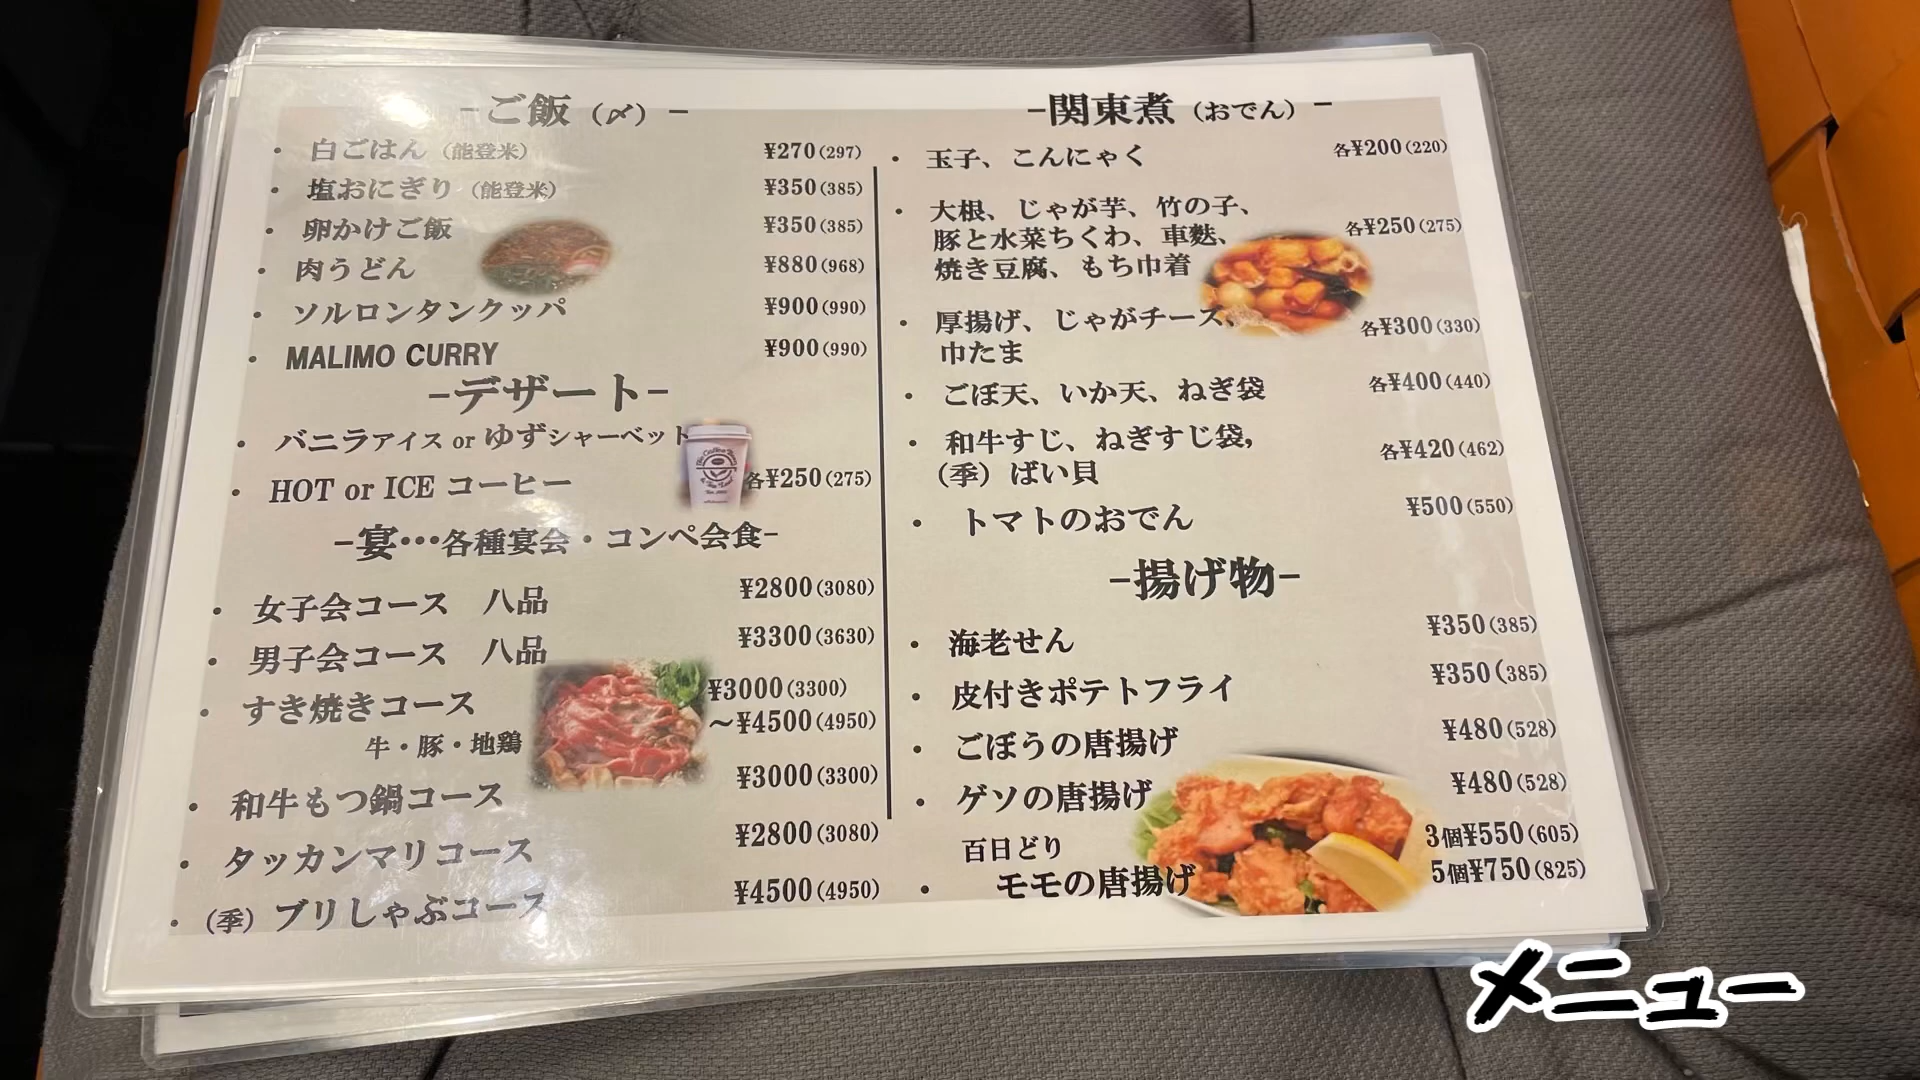 -ご飯（〆）-
・白ごはん（能登米） ¥270(297)
・塩おにぎり（能登米） ¥350(385)
・卵かけご飯 ¥350(385)
・肉うどん ¥880(968)
・ソルロンタンクッパ ¥900(990)
・MALIMO CURRY ¥900(990)
-デザート-
・バニラアイス or ゆずシャーベット
・HOT or ICE コーヒー 各¥250(275)
-宴…各種宴会・コンペ会食-
・女子会コース 八品 ¥2800(3080)
・男子会コース 八品 ¥3300(3630)
・すき焼きコース ¥3000(3300)
牛・豚・地鶏 ～¥4500(4950)
・和牛もつ鍋コース ¥3000(3300)
・タッカンマリコース ¥2800(3080)
・（季）ブリしゃぶコース ¥4500(4950)
-関東煮（おでん）-
・玉子、こんにゃく 各¥200(220)
・大根、じゃが芋、竹の子、
豚と水菜ちくわ、車麩、 各¥250(275)
焼き豆腐、もち巾着
・厚揚げ、じゃがチーズ、 各¥300(330)
巾たま
・ごぼ天、いか天、ねぎ袋 各¥400(440)
・和牛すじ、ねぎすじ袋, 各¥420(462)
（季）ばい貝
・トマトのおでん ¥500(550)
-揚げ物-
・海老せん ¥350(385)
・皮付きポテトフライ ¥350(385)
・ごぼうの唐揚げ ¥480(528)
・ゲソの唐揚げ ¥480(528)
百日どり 3個¥550(605)
・モモの唐揚げ 5個¥750(825)
メニュー